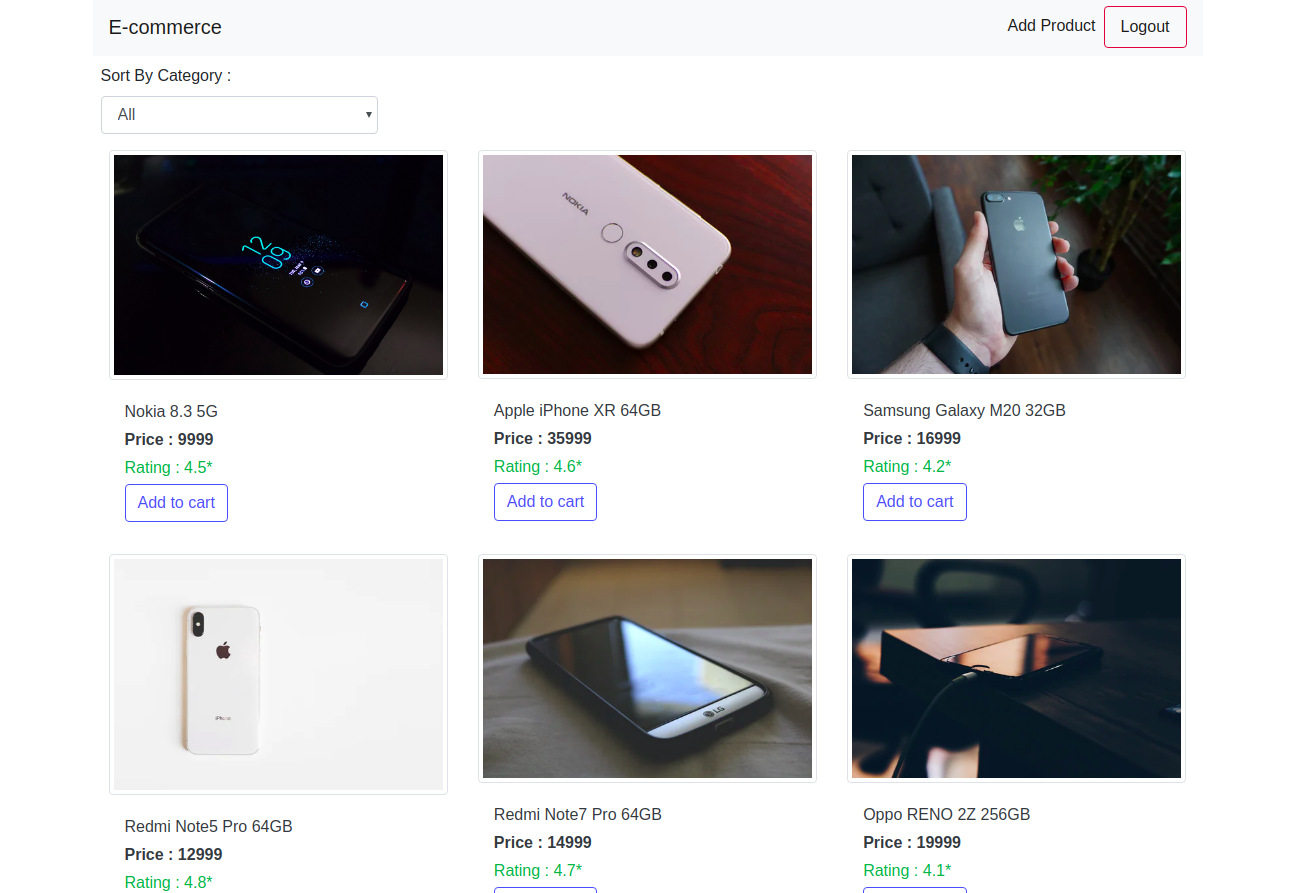 E-commerce
Add Product
Logout
Sort By Category :
All
12
09
NOKIA
Nokia 8.3 5G
Price : 9999
Rating : 4.5*
Add to cart
Apple iPhone XR 64GB
Price : 35999
Rating : 4.6*
Add to cart
Samsung Galaxy M20 32GB
Price : 16999
Rating : 4.2*
Add to cart
iPhone
LG
Redmi Note5 Pro 64GB
Price : 12999
Rating : 4.8*
Redmi Note7 Pro 64GB
Price : 14999
Rating : 4.7*
Oppo RENO 2Z 256GB
Price : 19999
Rating : 4.1*